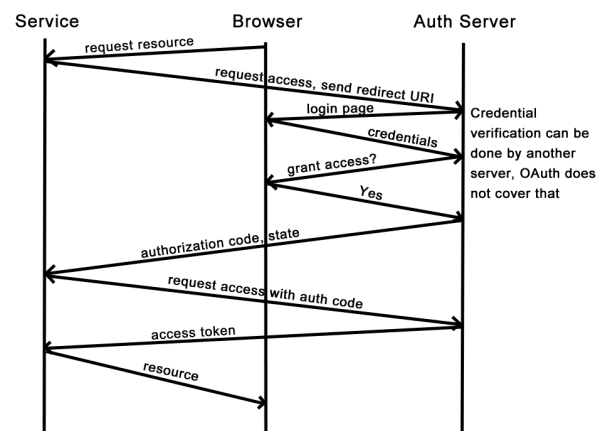 Service
Browser
Auth Server
request resource
request access, send redirect URI
login page
Credential
verification can be
done by another
server, OAuth does
not cover that
credentials
grant access?
Yes
authorization code, state
request access with auth code
access token
resource